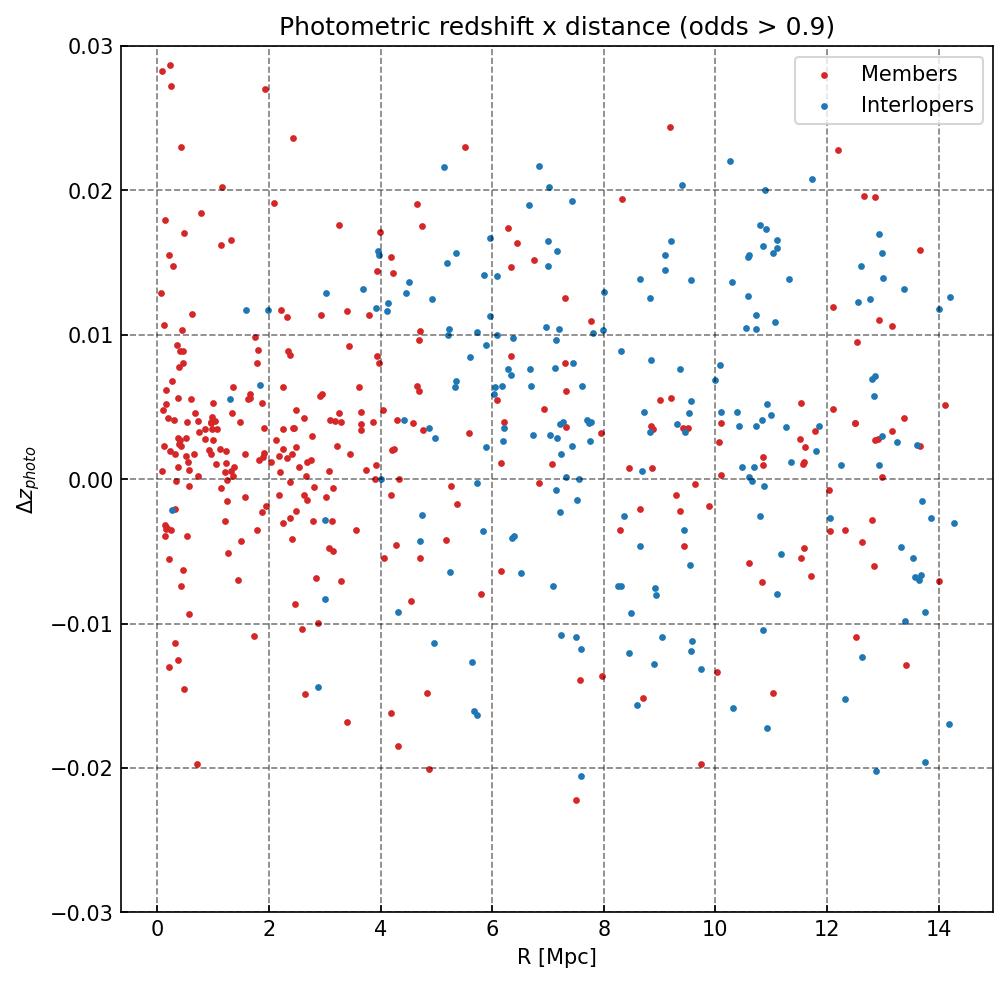 Photometric redshift x distance (odds > 0.9)
Members
Interlopers
0.03
0.02
0.01
0.00
−0.01
−0.02
−0.03
Δz_photo
0 2 4 6 8 10 12 14
R [Mpc]